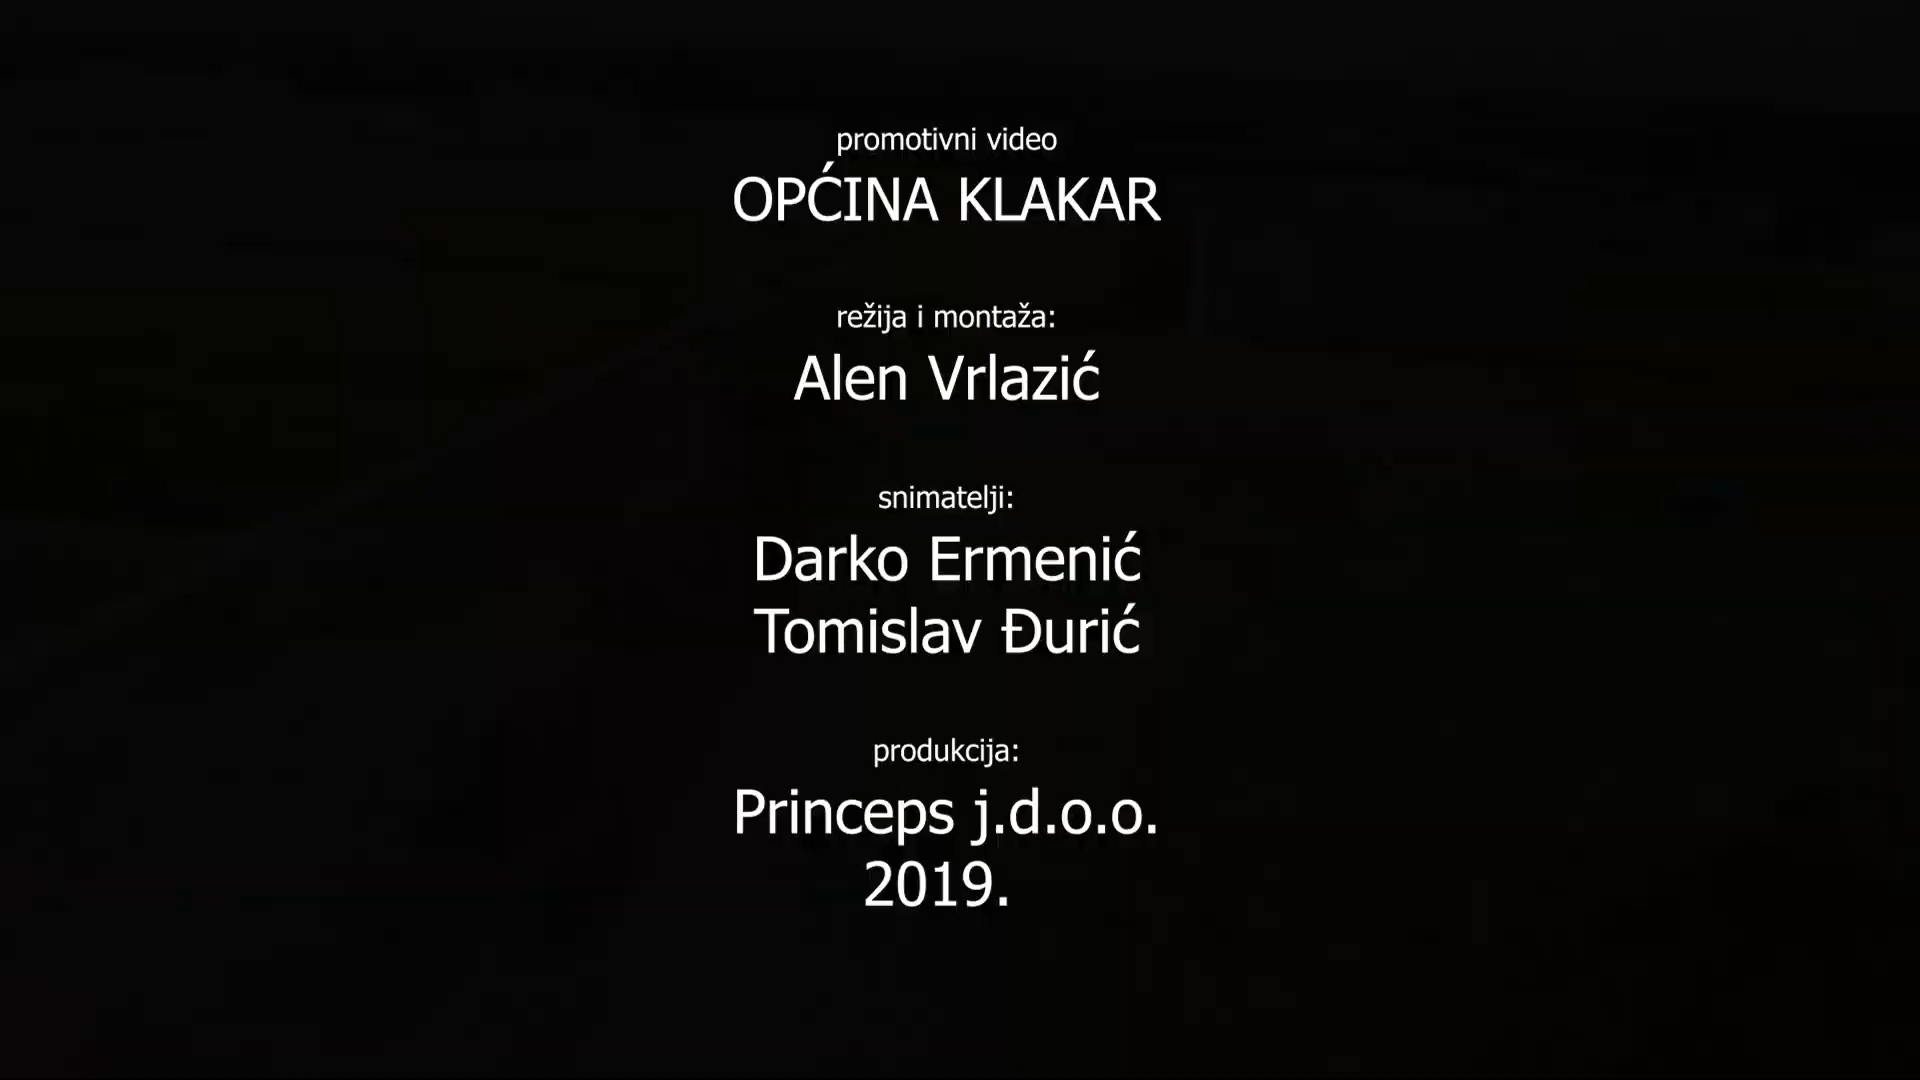 promotivni video
OPĆINA KLAKAR
režija i montaža:
Alen Vrlazić
snimatelji:
Darko Ermenić
Tomislav Đurić
produkcija:
Princeps j.d.o.o.
2019.